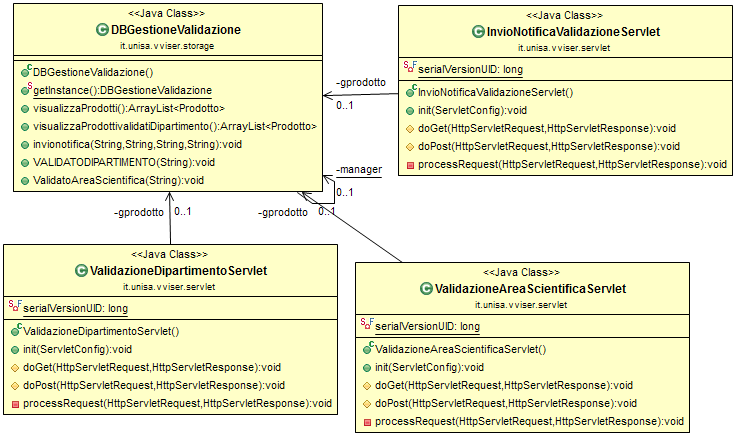 <<Java Class>>
DBGestioneValidazione
it.unisa.vviser.storage
DBGestioneValidazione()
getInstance():DBGestioneValidazione
visualizzaProdotti():ArrayList<Prodotto>
visualizzaProdottivalidatiDipartimento():ArrayList<Prodotto>
invionotifica(String,String,String,String):void
VALIDATODIPARTIMENTO(String):void
ValidatoAreaScientifica(String):void
<<Java Class>>
InvioNotificaValidazioneServlet
it.unisa.vviser.servlet
serialVersionUID: long
InvioNotificaValidazioneServlet()
init(ServletConfig):void
doGet(HttpServletRequest,HttpServletResponse):void
doPost(HttpServletRequest,HttpServletResponse):void
processRequest(HttpServletRequest,HttpServletResponse):void
-gprodotto
0..1
-manager
0..1
-gprodotto
0..1
-gprodotto
0..1
<<Java Class>>
ValidazioneDipartimentoServlet
it.unisa.vviser.servlet
serialVersionUID: long
ValidazioneDipartimentoServlet()
init(ServletConfig):void
doGet(HttpServletRequest,HttpServletResponse):void
doPost(HttpServletRequest,HttpServletResponse):void
processRequest(HttpServletRequest,HttpServletResponse):void
<<Java Class>>
ValidazioneAreaScientificaServlet
it.unisa.vviser.servlet
serialVersionUID: long
ValidazioneAreaScientificaServlet()
init(ServletConfig):void
doGet(HttpServletRequest,HttpServletResponse):void
doPost(HttpServletRequest,HttpServletResponse):void
processRequest(HttpServletRequest,HttpServletResponse):void